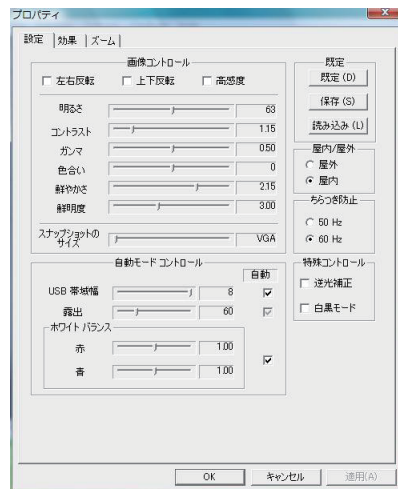 プロパティ
設定 効果 ズーム
画像コントロール
左右反転 上下反転 高感度
明るさ 63
コントラスト 1.15
ガンマ 0.50
色合い 0
鮮やかさ 2.15
鮮明度 3.00
スナップショットの
サイズ VGA
自動モード コントロール
自動
USB 帯域幅 8
露出 60
ホワイト バランス
赤 1.00
青 1.00
既定
既定 (D)
保存 (S)
読み込み (L)
屋内/屋外
屋外
屋内
ちらつき防止
50 Hz
60 Hz
特殊コントロール
逆光補正
白黒モード
OK キャンセル 適用(A)